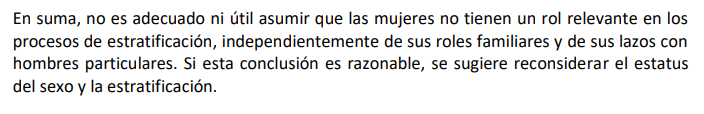 En suma, no es adecuado ni útil asumir que las mujeres no tienen un rol relevante en los
procesos de estratificación, independientemente de sus roles familiares y de sus lazos con
hombres particulares. Si esta conclusión es razonable, se sugiere reconsiderar el estatus
del sexo y la estratificación.